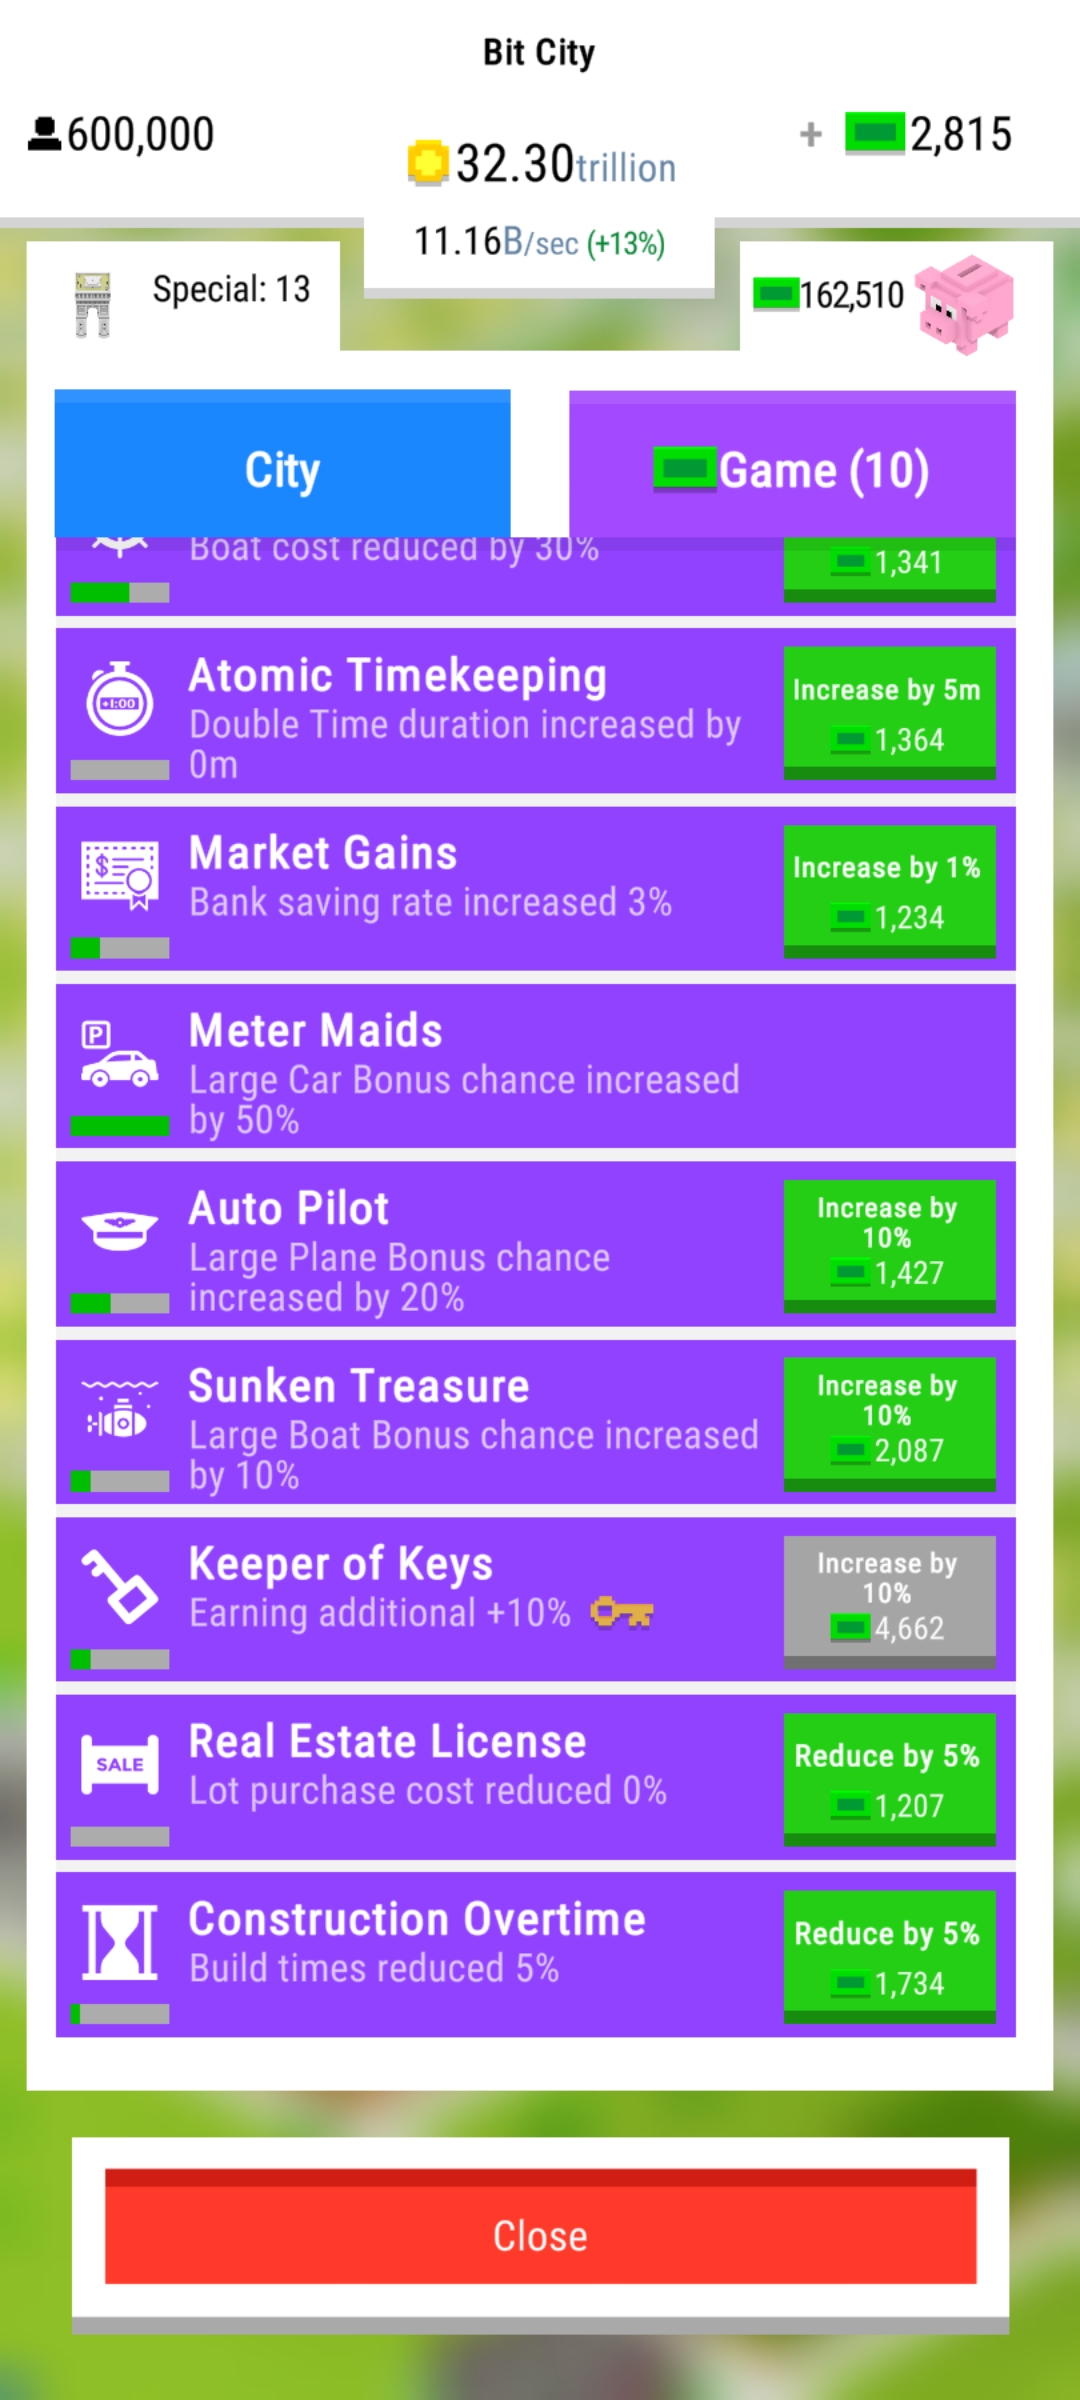 Bit City
600,000
32.30trillion
+ 2,815
11.16B/sec (+13%)
Special: 13
162,510
City
Game (10)
Boat cost reduced by 30%
1,341
Atomic Timekeeping
Double Time duration increased by
0m
+1:00
Increase by 5m
1,364
Market Gains
Bank saving rate increased 3%
$
Increase by 1%
1,234
Meter Maids
Large Car Bonus chance increased
by 50%
P
Auto Pilot
Large Plane Bonus chance
increased by 20%
Increase by
10%
1,427
Sunken Treasure
Large Boat Bonus chance increased
by 10%
Increase by
10%
2,087
Keeper of Keys
Earning additional +10%
Increase by
10%
4,662
Real Estate License
Lot purchase cost reduced 0%
SALE
Reduce by 5%
1,207
Construction Overtime
Build times reduced 5%
Reduce by 5%
1,734
Close